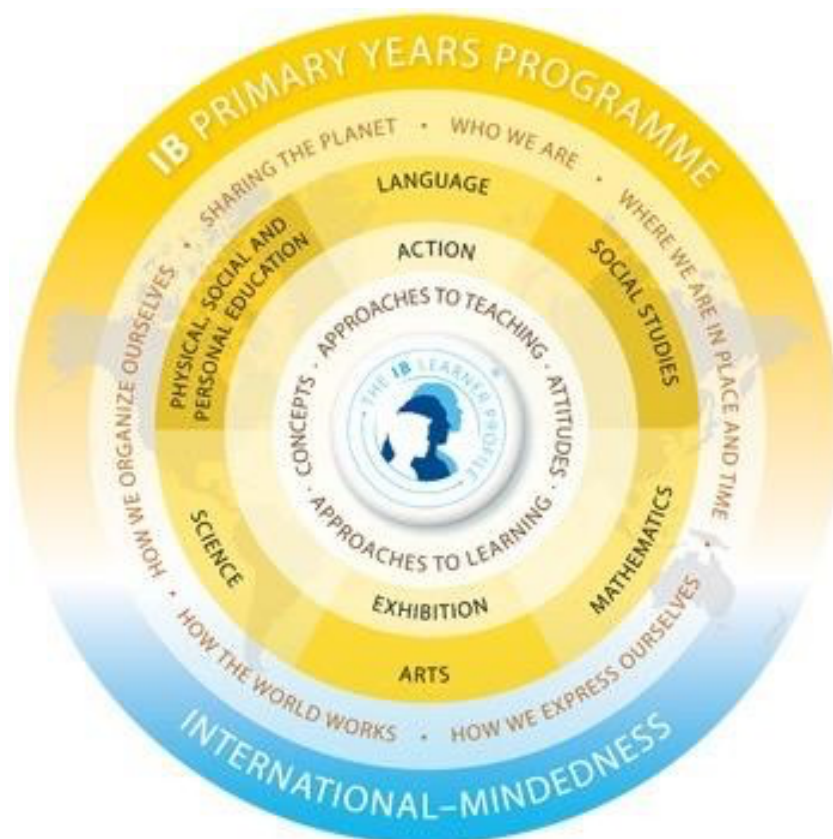 IB PRIMARY YEARS PROGRAMME
SHARING THE PLANET • WHO WE ARE • WHERE WE ARE IN PLACE AND TIME •
HOW WE EXPRESS OURSELVES • HOW THE WORLD WORKS • HOW WE ORGANIZE OURSELVES •
LANGUAGE
SOCIAL STUDIES
MATHEMATICS
ARTS
SCIENCE
PHYSICAL, SOCIAL AND
PERSONAL EDUCATION
ACTION
EXHIBITION
APPROACHES TO TEACHING · ATTITUDES ·
APPROACHES TO LEARNING · CONCEPTS ·
• THE IB LEARNER PROFILE •
®
INTERNATIONAL–MINDEDNESS